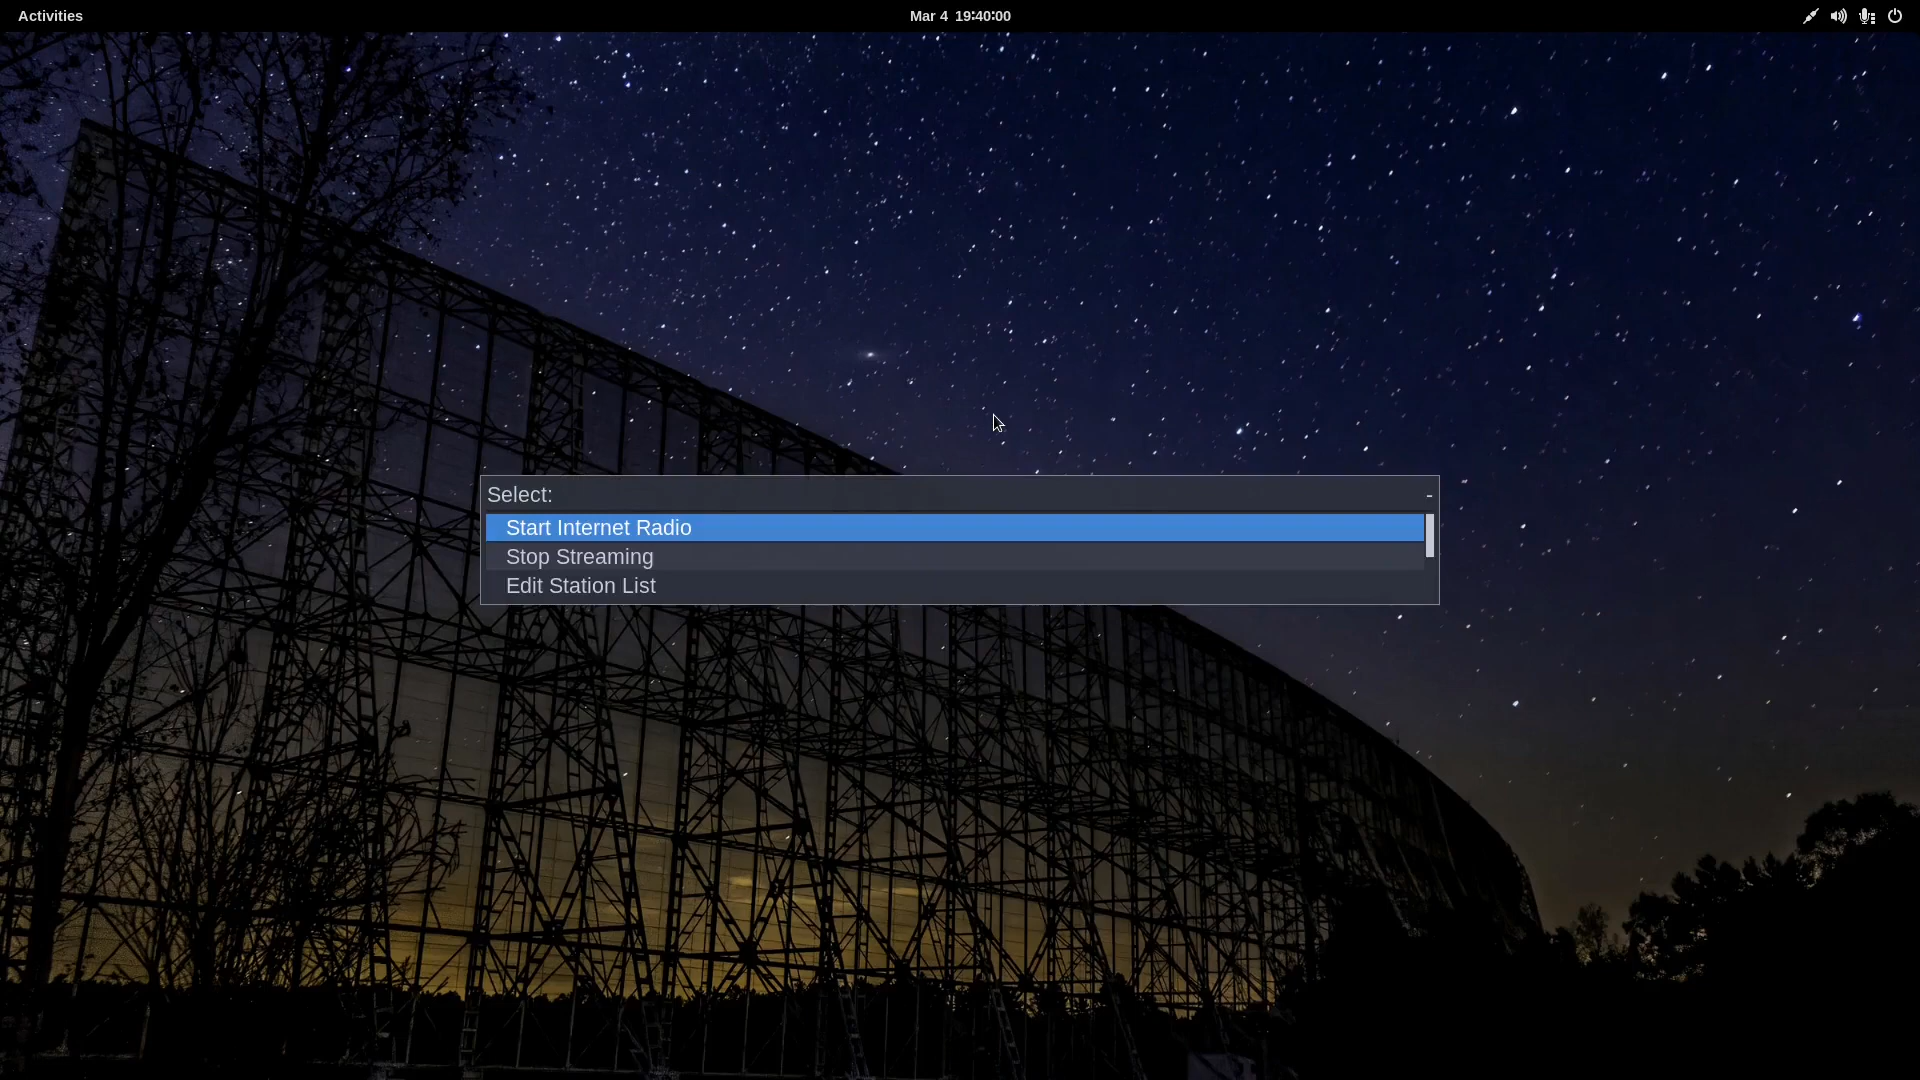 Activities
Mar 4 19:40:00
Select:
-
Start Internet Radio
Stop Streaming
Edit Station List